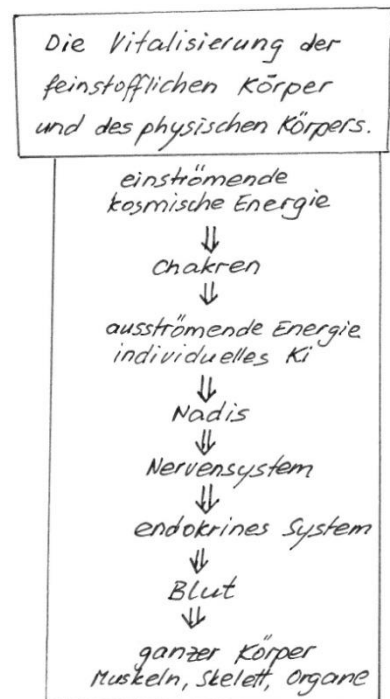 Die Vitalisierung der
feinstofflichen Körper
und des physischen Körpers.
einströmende
kosmische Energie
⇓
Chakren
⇓
ausströmende Energie
individuelles Ki
⇓
Nadis
⇓
Nervensystem
⇓
endokrines System
⇓
Blut
⇓
ganzer Körper
Muskeln, Skelett, Organe